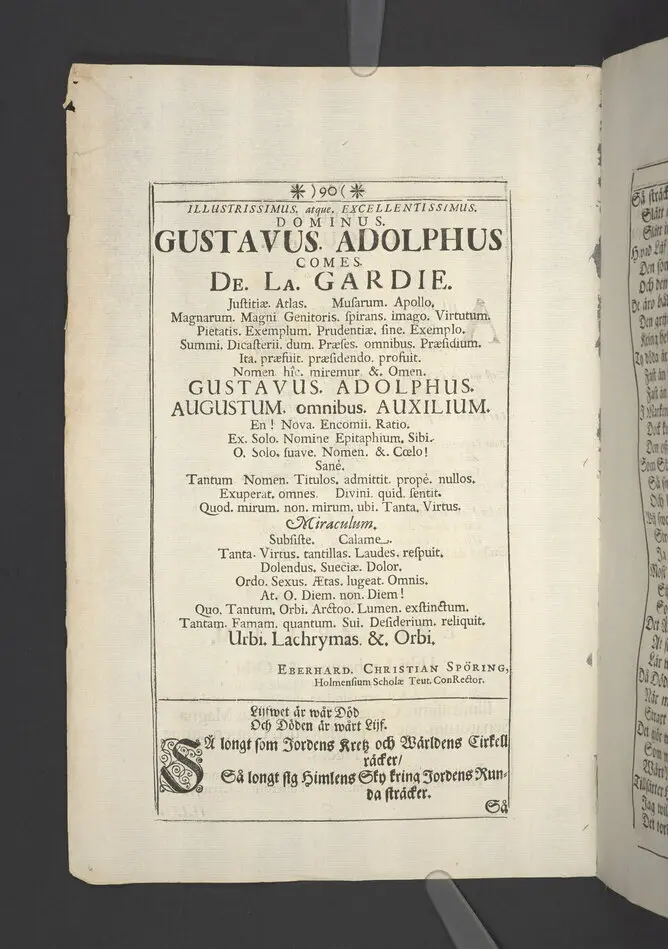 )90(
ILLUSTRISSIMUS. atque. EXCELLENTISSIMUS.
DOMINUS.
GUSTAVUS. ADOLPHUS
COMES.
DE. LA. GARDIE.
Juſtitiæ. Atlas. Muſarum. Apollo,
Magnarum. Magni Genitoris. ſpirans. imago. Virtutum.
Pietatis. Exemplum. Prudentiæ, ſine. Exemplo.
Summi. Dicaſterii. dum. Præſes. omnibus. Præſidium.
Ita. præfuit. præſidendo. profuit.
Nomen. hîc. miremur. &. Omen.
GUSTAVUS. ADOLPHUS.
AUGUSTUM. omnibus. AUXILIUM.
En! Nova. Encomii. Ratio.
Ex. Solo. Nomine Epitaphium. Sibi.
O. Solo. ſuave. Nomen. &. Cœlo!
Sanè.
Tantum Nomen. Titulos. admittit. propè. nullos.
Exuperat. omnes. Divini. quid. ſentit.
Quod. mirum. non. mirum. ubi. Tanta. Virtus.
Miraculum.
Subſiſte. Calame.
Tanta. Virtus. tantillas. Laudes. reſpuit.
Dolendus. Sueciæ. Dolor.
Ordo. Sexus. Ætas. lugeat. Omnis.
At. O. Diem. non. Diem!
Quo. Tantum. Orbi. Arctoo. Lumen. exſtinctum.
Tantam. Famam. quantum. Sui. Deſiderium. reliquit.
Urbi. Lachrymas. &. Orbi.
EBERHARD. CHRISTIAN SPÖRING,
Holmenſium Scholæ Teut. ConRector.
Lijfwet är wår Död
Och Döden är wårt Lijf.
SÅ longt ſom Jordens Kretz och Wärldens Cirkell
räcker/
Så longt ſig Himlens Sky kring Jordens Run-
da ſträcker.
Så
Så ſträck